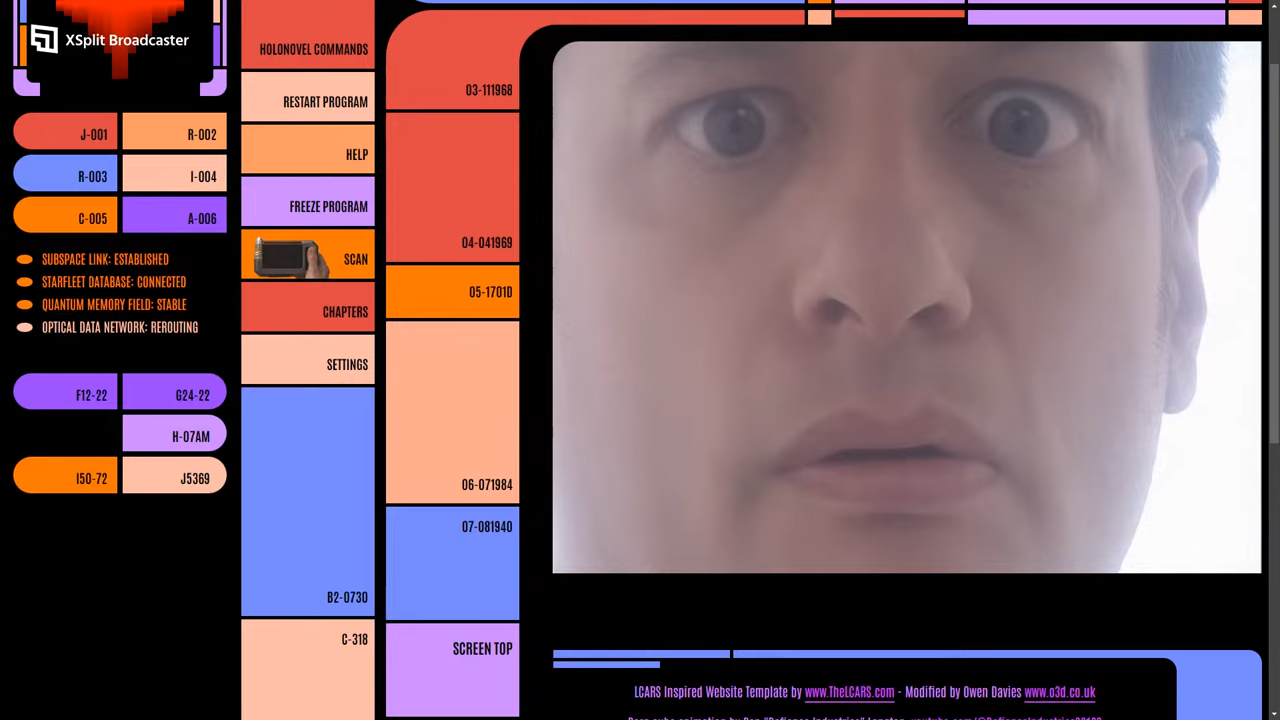 XSplit Broadcaster
J-001
R-002
R-003
I-004
C-005
A-006
SUBSPACE LINK: ESTABLISHED
STARFLEET DATABASE: CONNECTED
QUANTUM MEMORY FIELD: STABLE
OPTICAL DATA NETWORK: REROUTING
F12-22
G24-22
H-07AM
I50-72
J5369
HOLONOVEL COMMANDS
RESTART PROGRAM
HELP
FREEZE PROGRAM
SCAN
CHAPTERS
SETTINGS
B2-0730
C-318
03-111968
04-041969
05-1701D
06-071984
07-081940
SCREEN TOP
LCARS Inspired Website Template by www.TheLCARS.com - Modified by Owen Davies www.o3d.co.uk